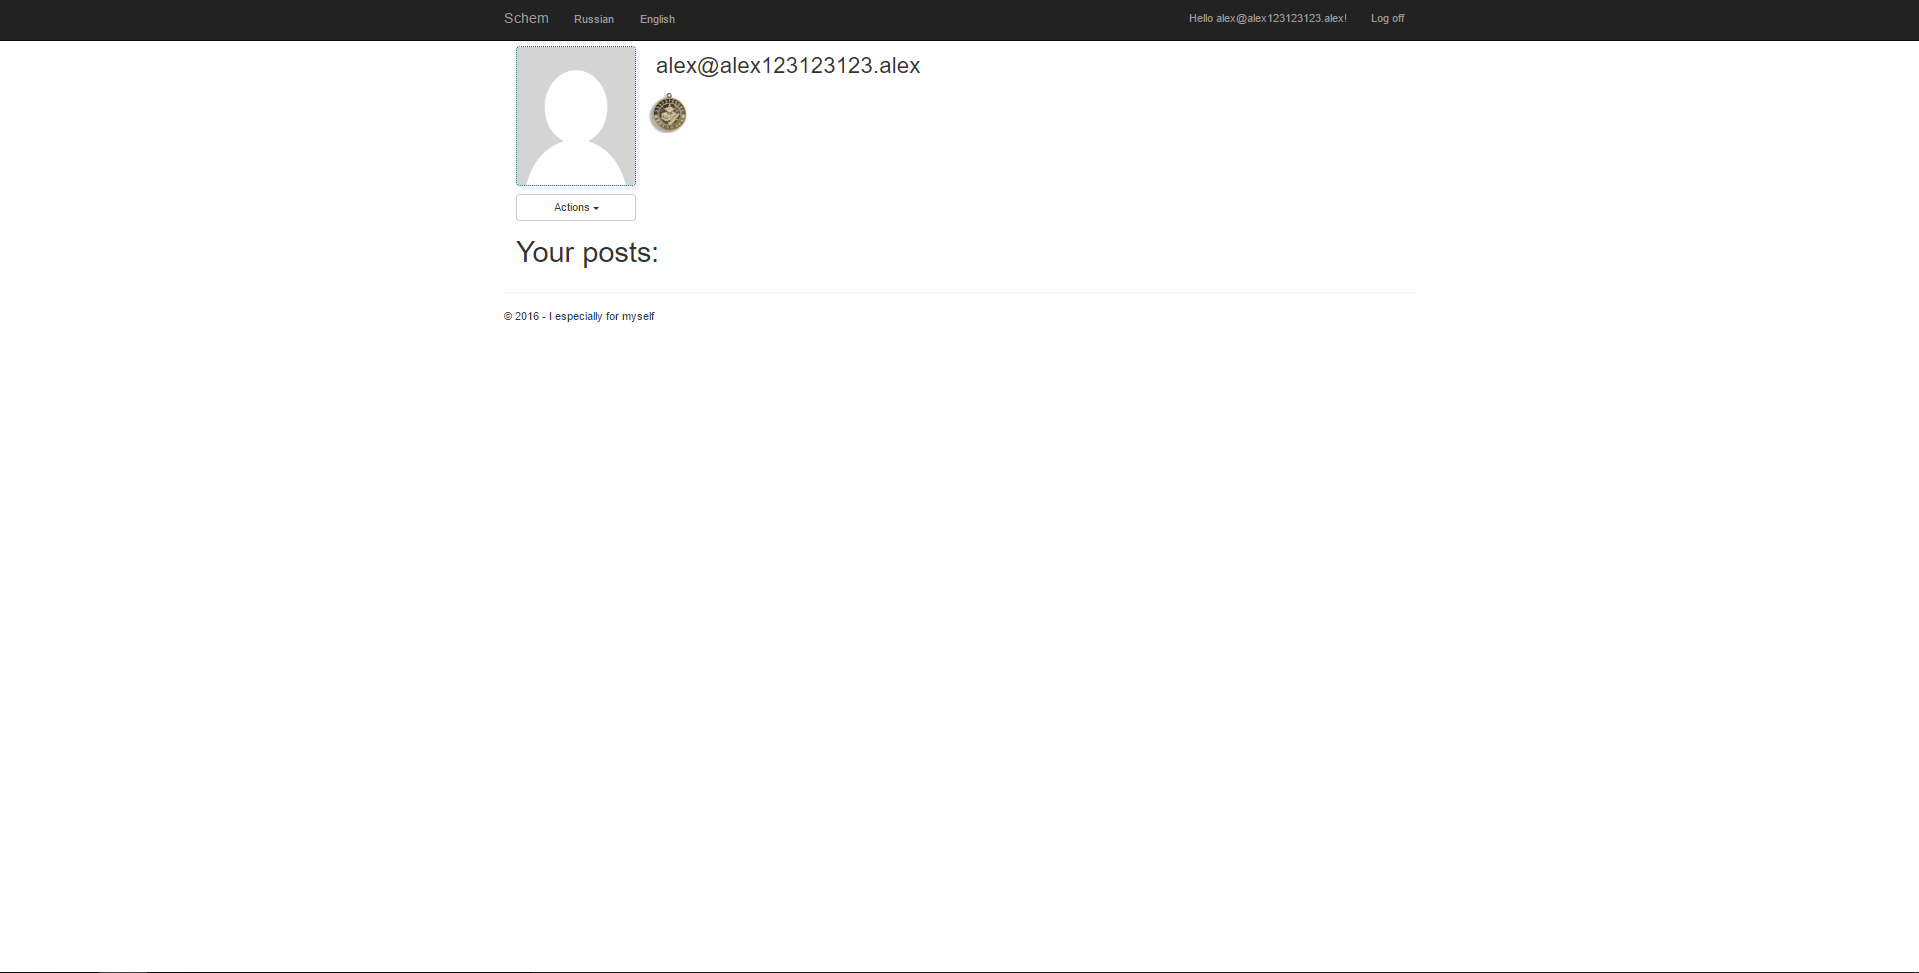 Schem Russian English Hello alex@alex123123123.alex! Log off
alex@alex123123123.alex
Actions
Your posts:
© 2016 - I especially for myself